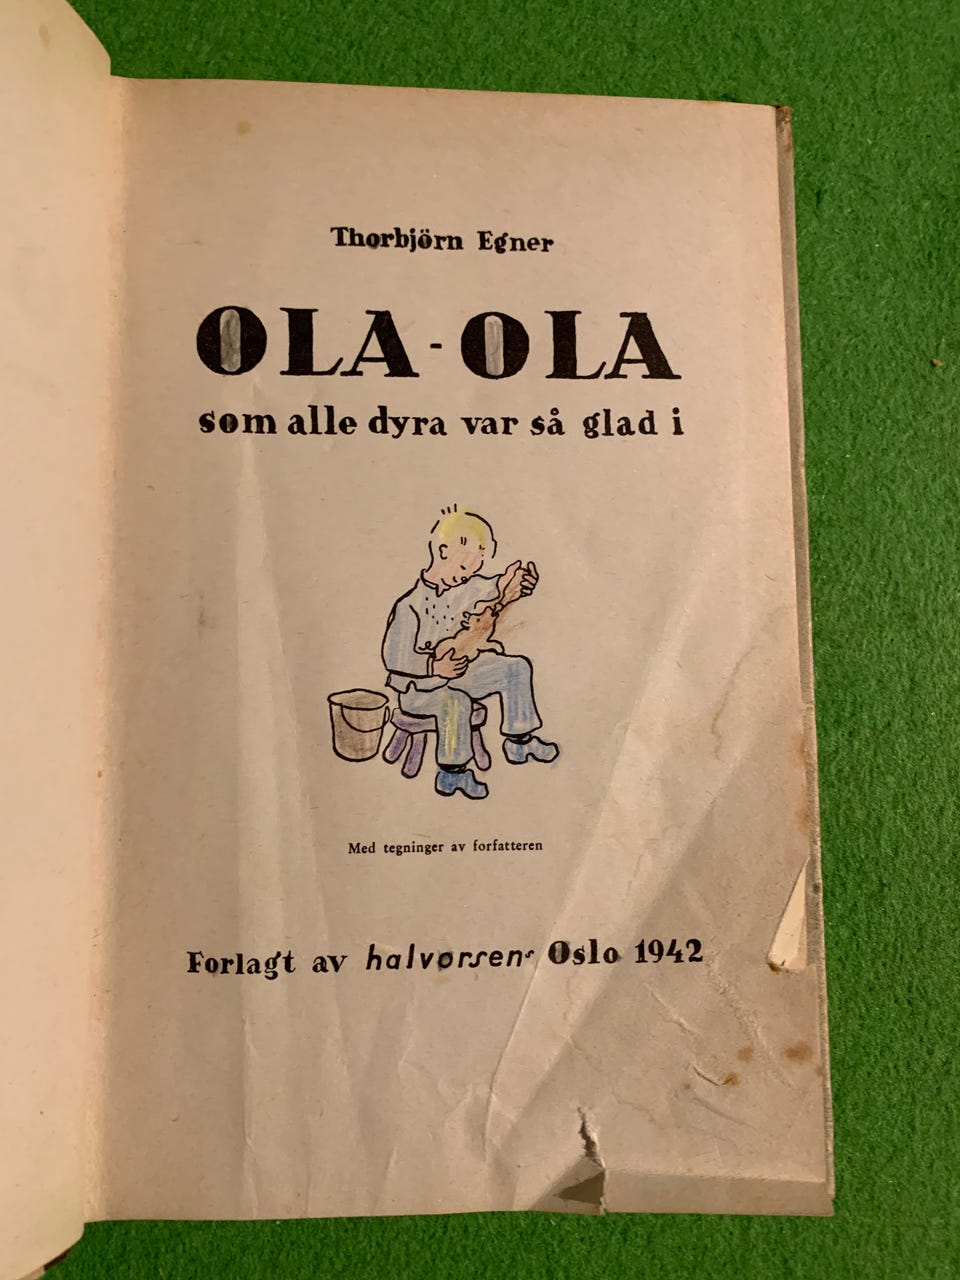 Thorbjörn Egner
OLA-OLA
som alle dyra var så glad i
Med tegninger av forfatteren
Forlagt av halvorsens Oslo 1942